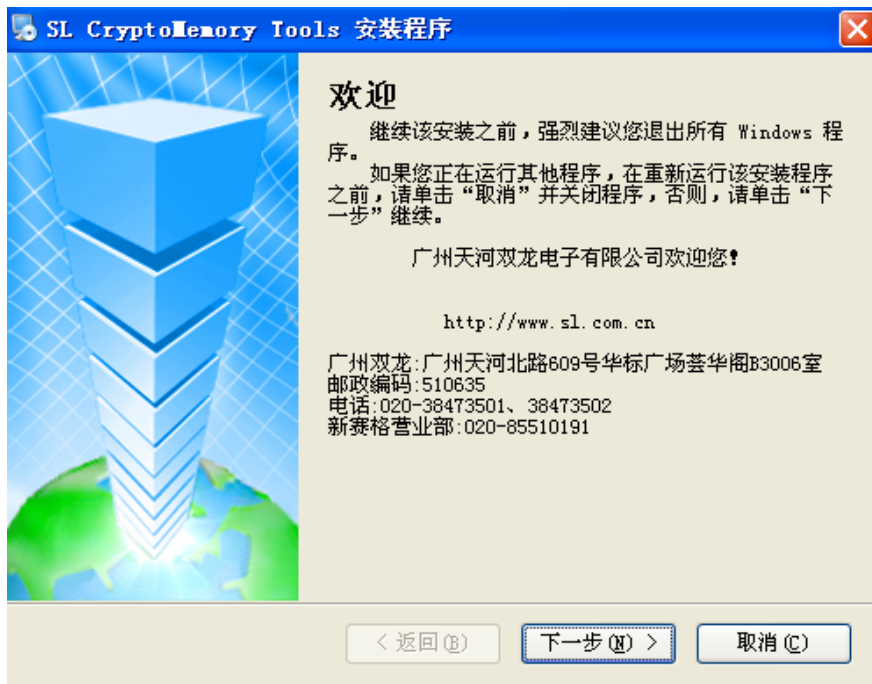 SL CryptoMemory Tools 安装程序
欢迎
继续该安装之前，强烈建议您退出所有 Windows 程
序。
如果您正在运行其他程序，在重新运行该安装程序
之前，请单击“取消”并关闭程序，否则，请单击“下
一步”继续。
广州天河双龙电子有限公司欢迎您！
http://www.sl.com.cn
广州双龙:广州天河北路609号华标广场荟华阁B3006室
邮政编码:510635
电话:020-38473501、38473502
新赛格营业部:020-85510191
< 返回(B)
下一步(N) >
取消(C)